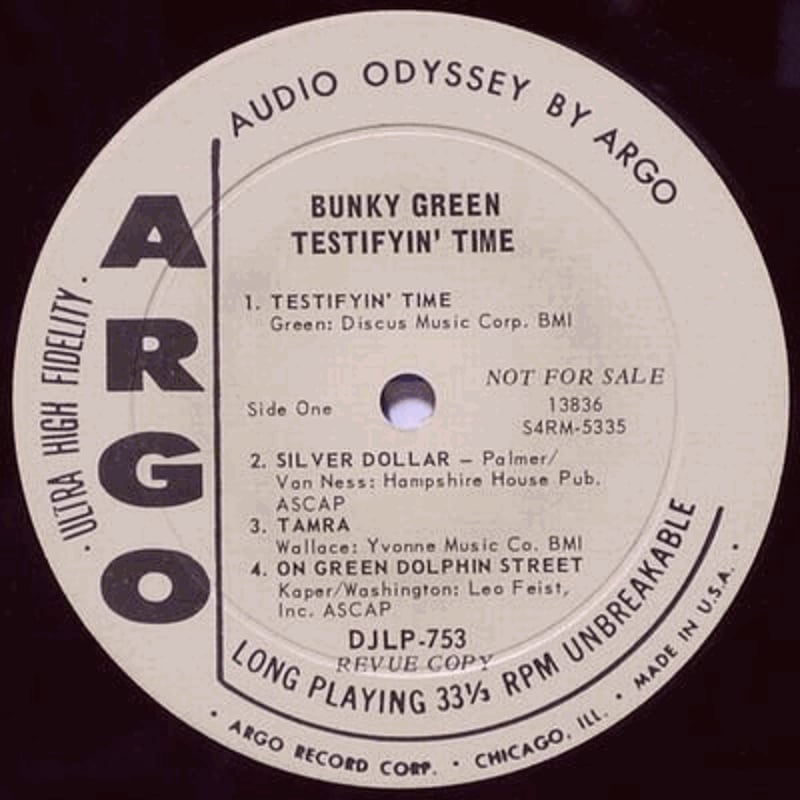 AUDIO ODYSSEY BY ARGO
ARGO
· ULTRA HIGH FIDELITY ·
BUNKY GREEN
TESTIFYIN' TIME
1. TESTIFYIN' TIME
Green: Discus Music Corp. BMI
NOT FOR SALE
Side One
13836
S4RM-5335
2. SILVER DOLLAR — Palmer/
Van Ness: Hampshire House Pub.
ASCAP
3. TAMRA
Wallace: Yvonne Music Co. BMI
4. ON GREEN DOLPHIN STREET
Kaper/Washington: Leo Feist,
Inc. ASCAP
DJLP-753
REVUE COPY
LONG PLAYING 33⅓ RPM UNBREAKABLE
· ARGO RECORD CORP. · CHICAGO, ILL. · MADE IN U.S.A. ·